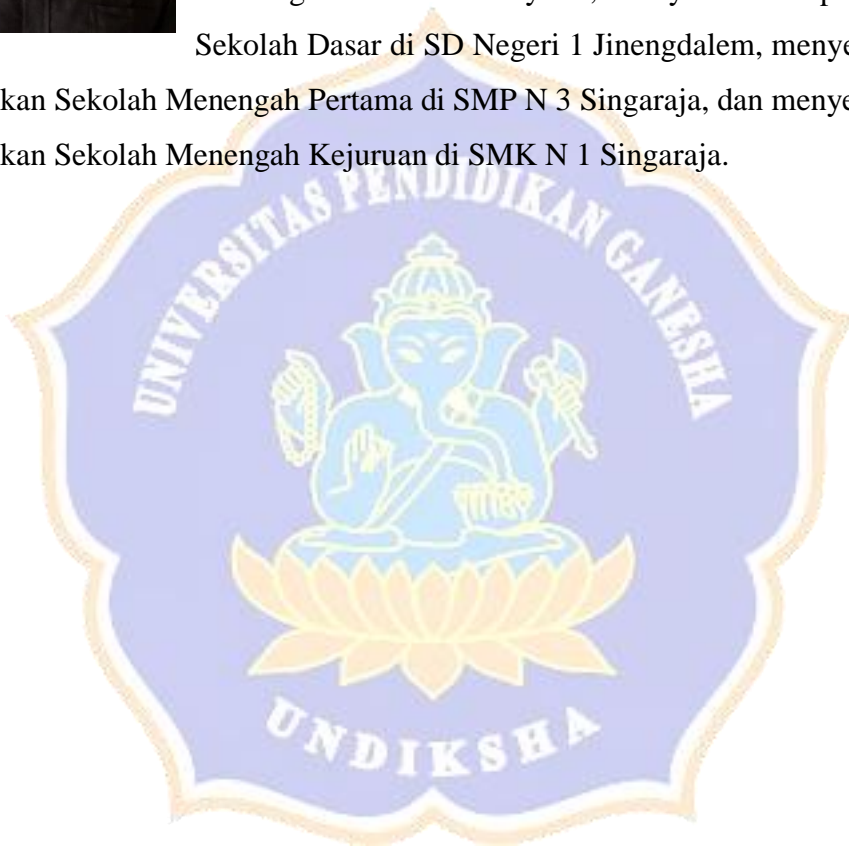 Sekolah Dasar di SD Negeri 1 Jinengdalem, menye
kan Sekolah Menengah Pertama di SMP N 3 Singaraja, dan menye
kan Sekolah Menengah Kejuruan di SMK N 1 Singaraja.
UNIVERSITAS PENDIDIKAN GANESHA
UNDIKSHA